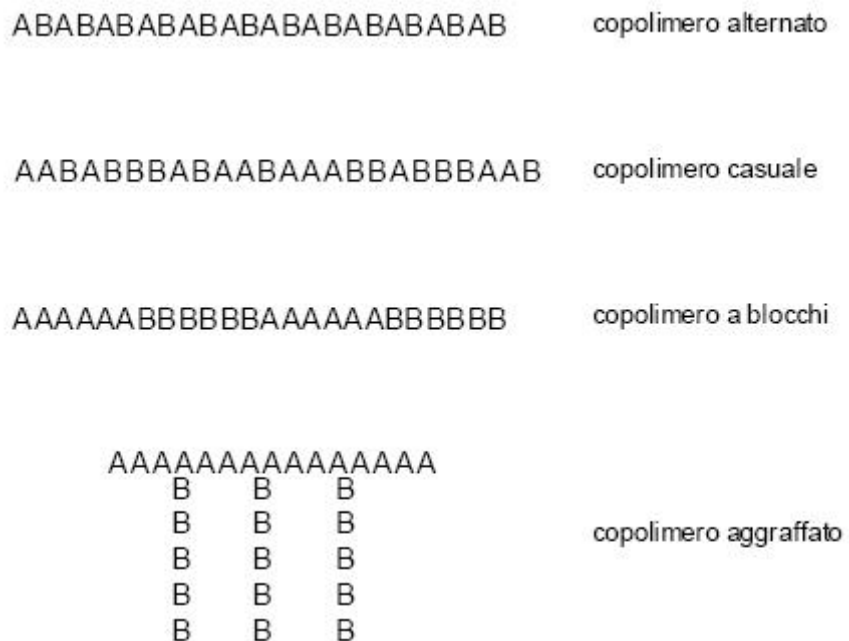 ABABABABABABABABABABABAB copolimero alternato
AABABBBABAABAAABBABBBAAB copolimero casuale
AAAAAABBBBBBAAAAAABBBBBB copolimero a blocchi
AAAAAAAAAAAAAAA
B B B
B B B
copolimero aggraffato
B B B
B B B
B B B